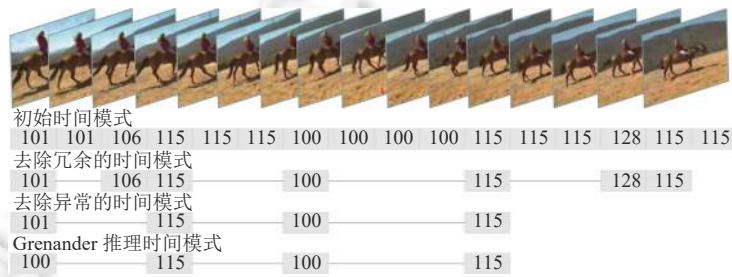 初始时间模式
101 101 106 115 115 115 100 100 100 100 115 115 115 128 115 115
去除冗余的时间模式
101 106 115 100 115 128 115
去除异常的时间模式
101 115 100 115
Grenander 推理时间模式
100 115 100 115